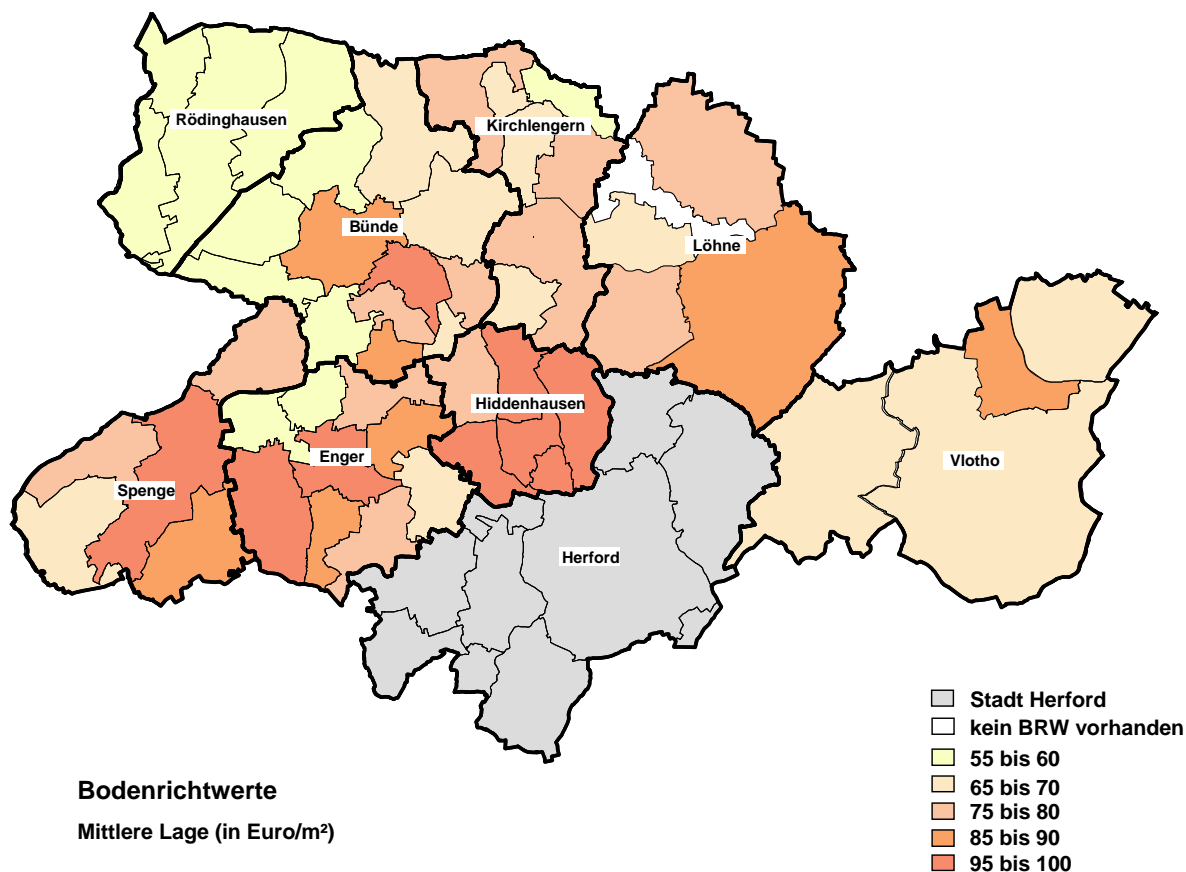 Rödinghausen
Kirchlengern
Bünde
Löhne
Hiddenhausen
Enger
Vlotho
Spenge
Herford
Stadt Herford
kein BRW vorhanden
55 bis 60
65 bis 70
75 bis 80
85 bis 90
95 bis 100
Bodenrichtwerte
Mittlere Lage (in Euro/m²)